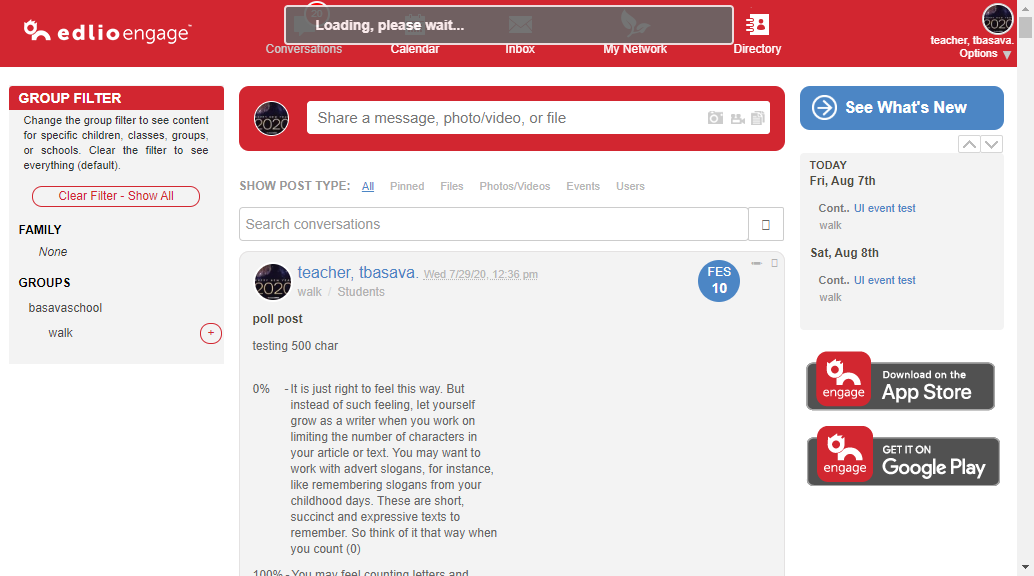 edlio engage
Loading, please wait...
Conversations
Calendar
Inbox
My Network
Directory
teacher, tbasava.
Options ▼
GROUP FILTER
Change the group filter to see content
for specific children, classes, groups,
or schools. Clear the filter to see
everything (default).
Clear Filter - Show All
FAMILY
None
GROUPS
basavaschool
walk
+
2020
Share a message, photo/video, or file
SHOW POST TYPE: All Pinned Files Photos/Videos Events Users
Search conversations
2020
teacher, tbasava. Wed 7/29/20, 12:36 pm
walk / Students
FES
10
poll post
testing 500 char
0% - It is just right to feel this way. But
instead of such feeling, let yourself
grow as a writer when you work on
limiting the number of characters in
your article or text. You may want to
work with advert slogans, for instance,
like remembering slogans from your
childhood days. These are short,
succinct and expressive texts to
remember. So think of it that way when
you count (0)
100% - You may feel counting letters and
See What's New
TODAY
Fri, Aug 7th
Cont.. UI event test
walk
Sat, Aug 8th
Cont.. UI event test
walk
engage
Download on the
App Store
engage
GET IT ON
Google Play